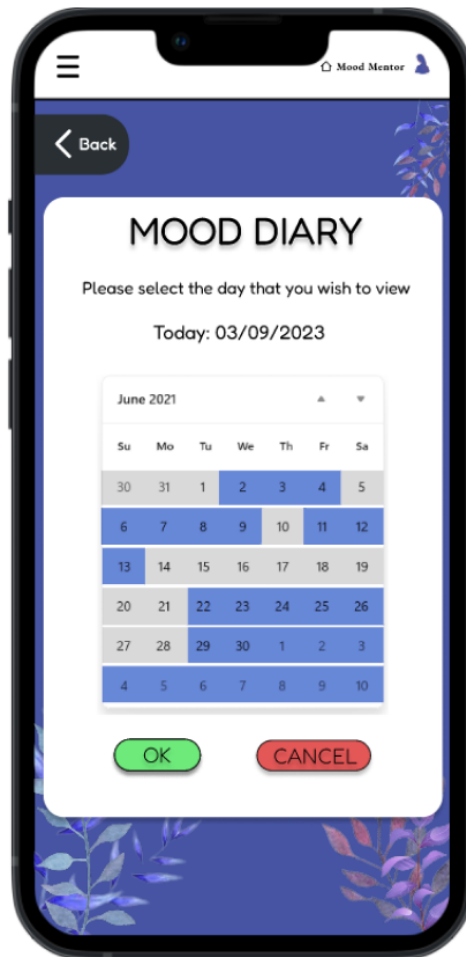 Mood Mentor
Back
MOOD DIARY
Please select the day that you wish to view
Today: 03/09/2023
June 2021
Su Mo Tu We Th Fr Sa
30 31 1 2 3 4 5
6 7 8 9 10 11 12
13 14 15 16 17 18 19
20 21 22 23 24 25 26
27 28 29 30 1 2 3
4 5 6 7 8 9 10
OK CANCEL